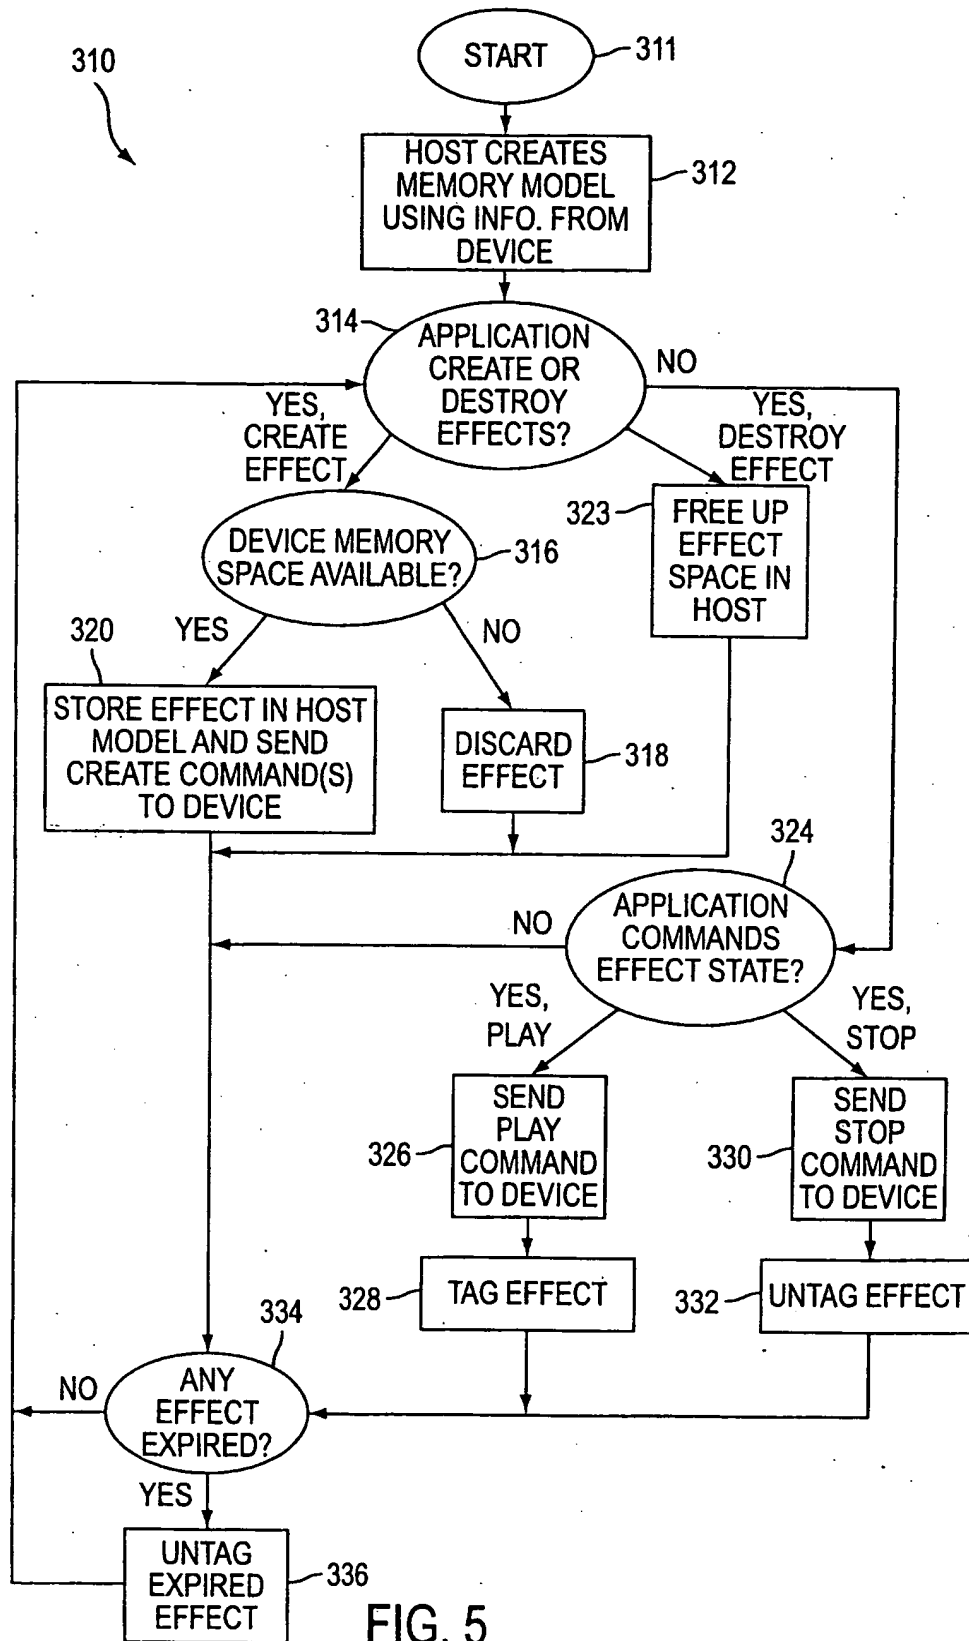 START
311
310
HOST CREATES
MEMORY MODEL
USING INFO. FROM
DEVICE
312
314
APPLICATION
CREATE OR
DESTROY
EFFECTS?
NO
YES,
CREATE
EFFECT
YES,
DESTROY
EFFECT
DEVICE MEMORY
SPACE AVAILABLE?
316
323
FREE UP
EFFECT
SPACE IN
HOST
320
YES
NO
STORE EFFECT IN HOST
MODEL AND SEND
CREATE COMMAND(S)
TO DEVICE
DISCARD
EFFECT
318
324
APPLICATION
COMMANDS
EFFECT STATE?
NO
YES,
PLAY
YES,
STOP
326
SEND
PLAY
COMMAND
TO DEVICE
330
SEND
STOP
COMMAND
TO DEVICE
328
TAG EFFECT
332
UNTAG EFFECT
334
ANY
EFFECT
EXPIRED?
NO
YES
UNTAG
EXPIRED
EFFECT
336
FIG. 5